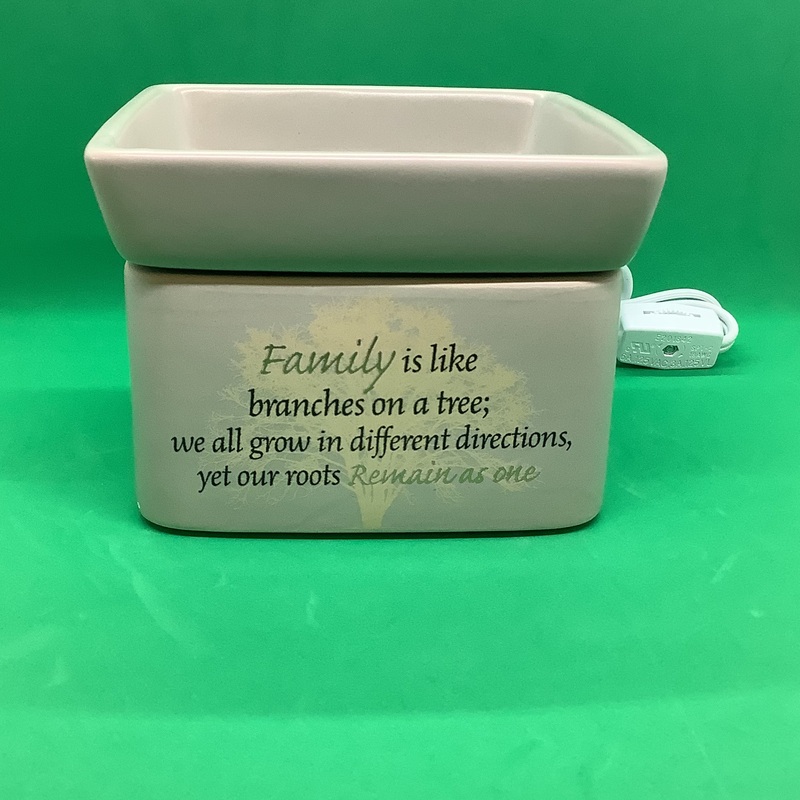 Family is like
branches on a tree;
we all grow in different directions,
yet our roots Remain as one